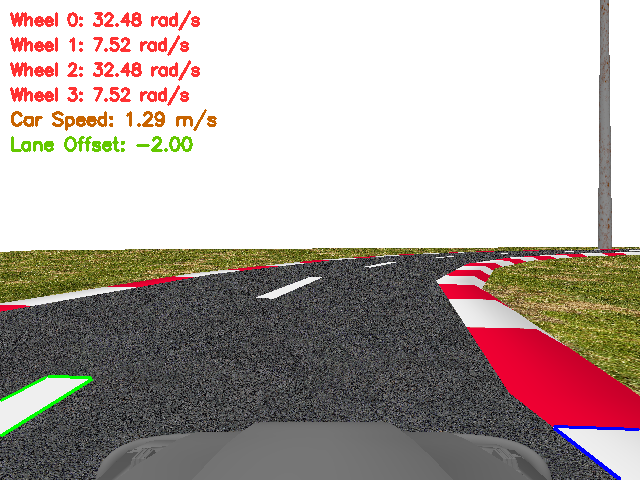 Wheel 0: 32.48 rad/s
Wheel 1: 7.52 rad/s
Wheel 2: 32.48 rad/s
Wheel 3: 7.52 rad/s
Car Speed: 1.29 m/s
Lane Offset: -2.00